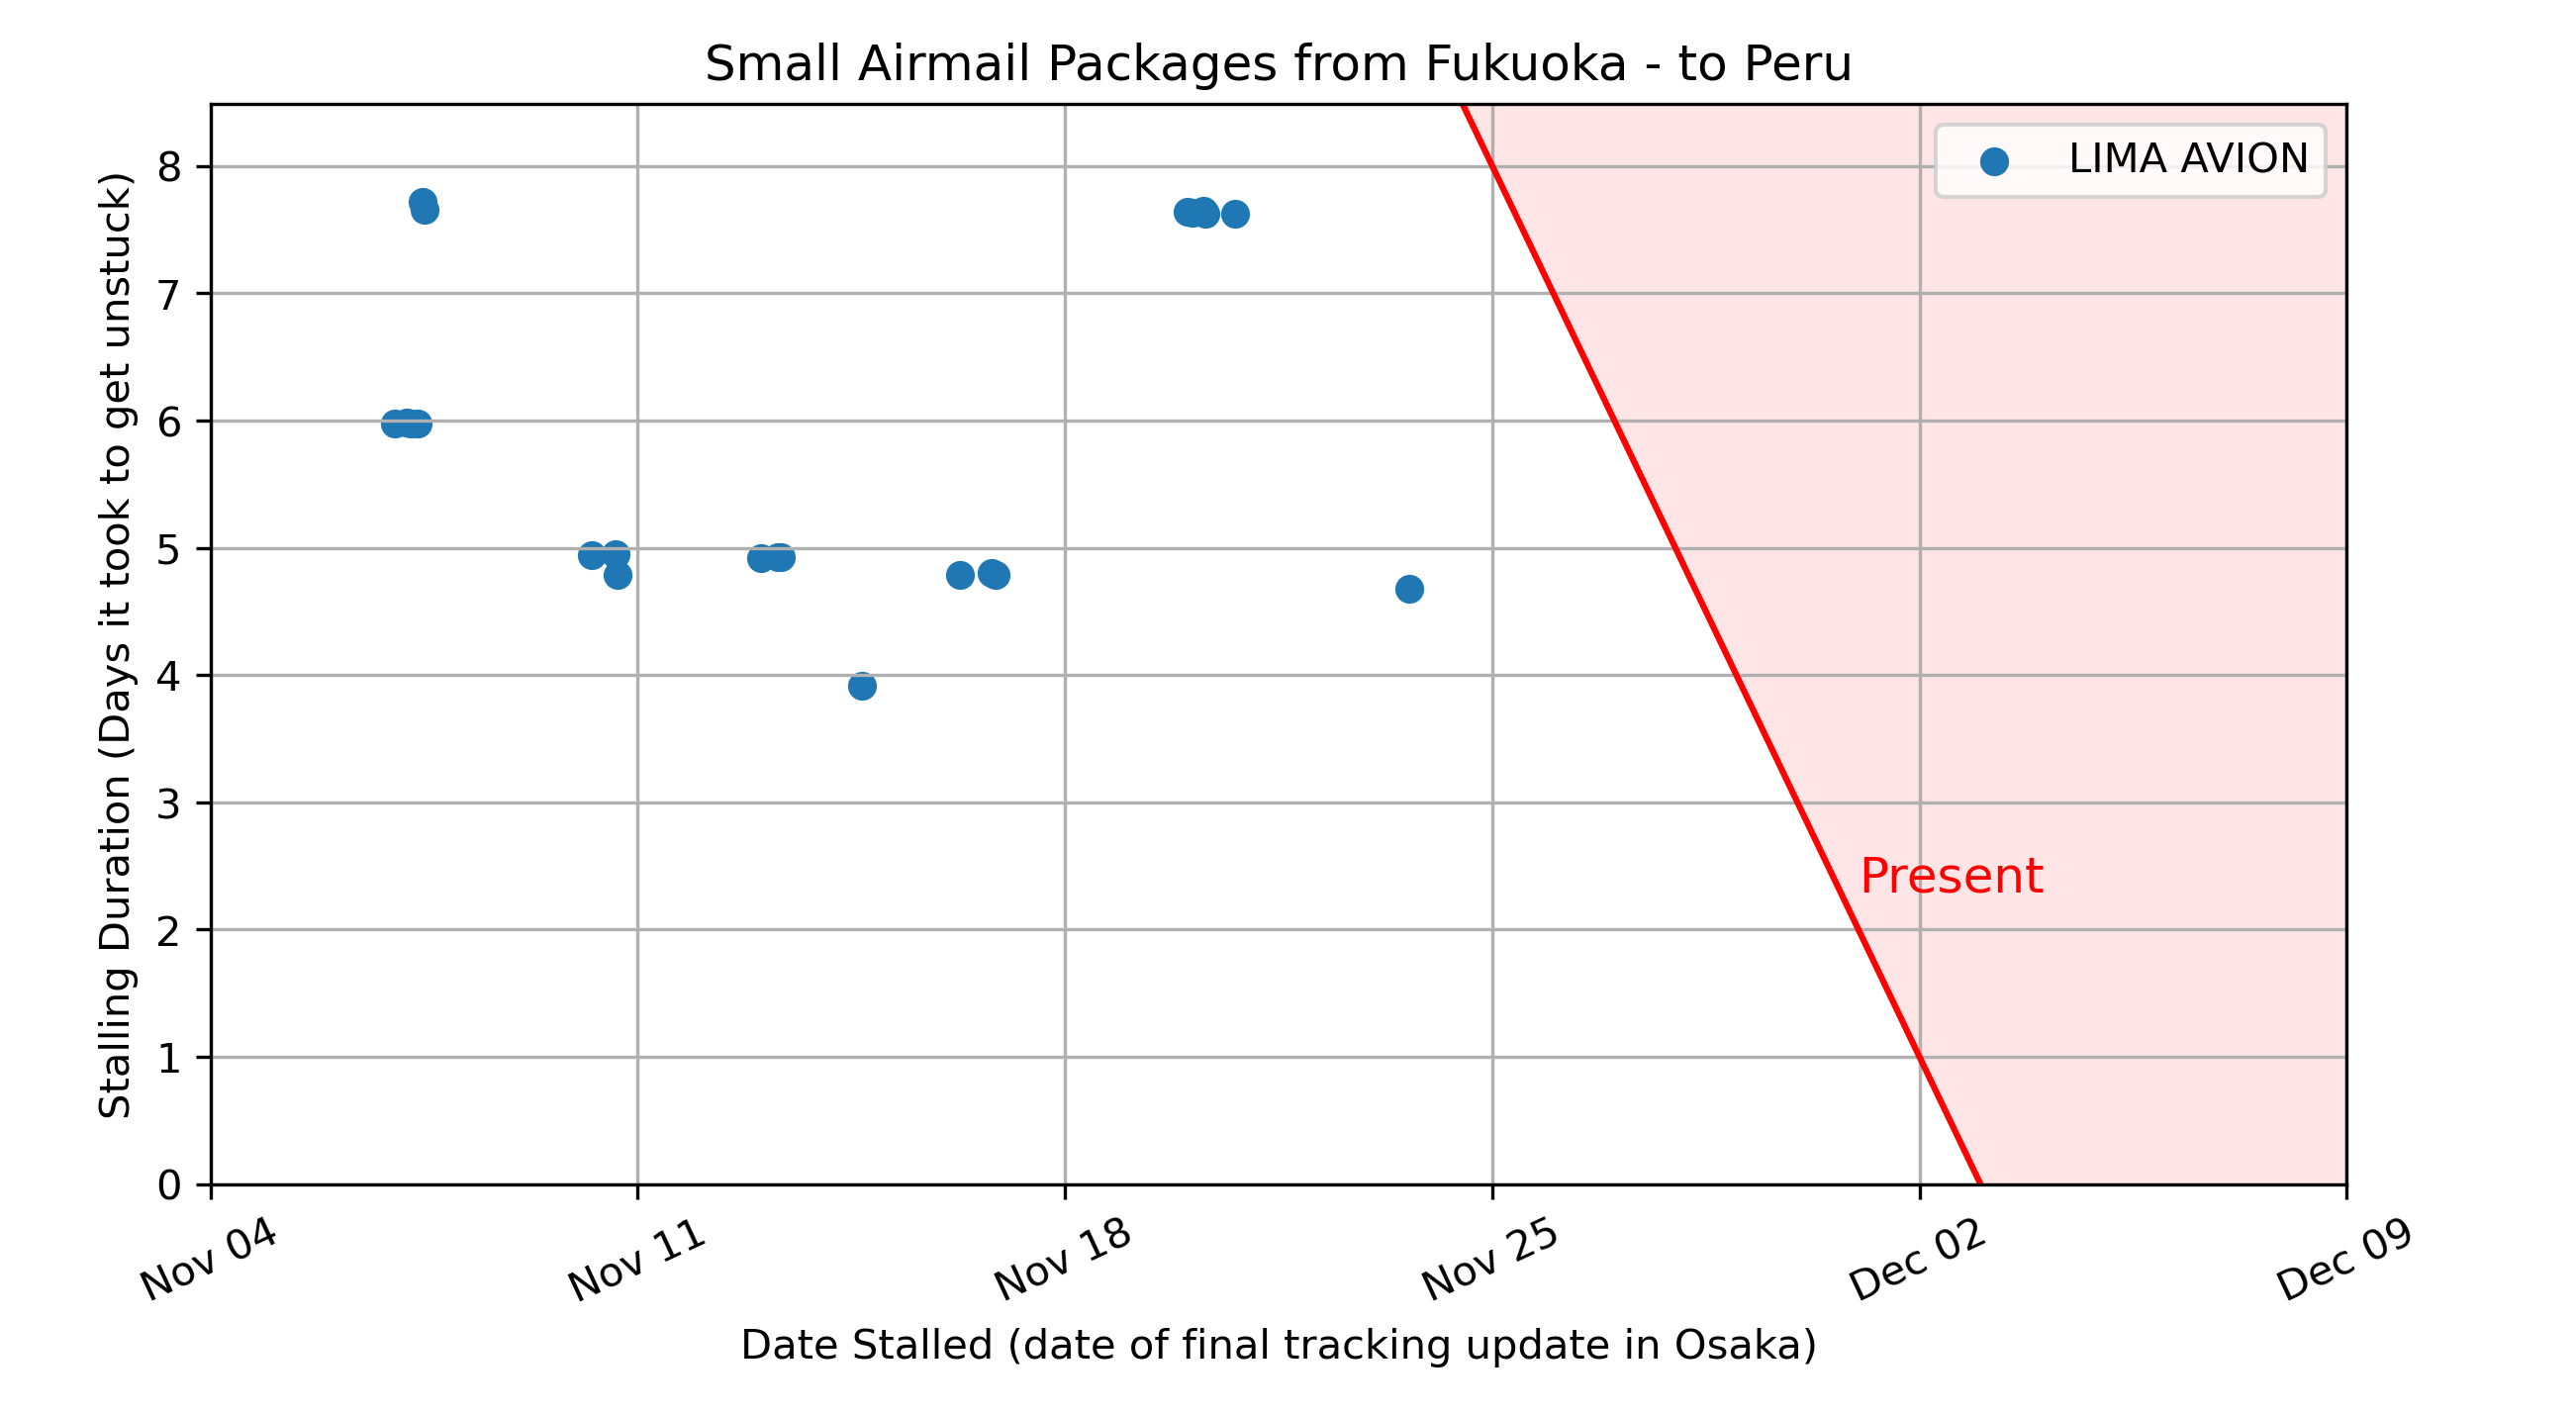 Small Airmail Packages from Fukuoka - to Peru
LIMA AVION
Stalling Duration (Days it took to get unstuck)
8
7
6
5
4
3
2
1
0
Present
Nov 04
Nov 11
Nov 18
Nov 25
Dec 02
Dec 09
Date Stalled (date of final tracking update in Osaka)